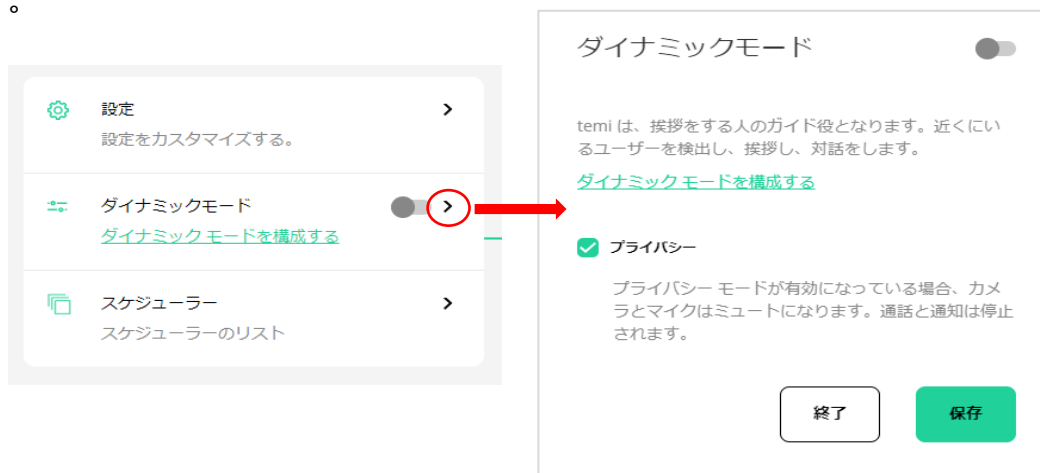 。
設定
設定をカスタマイズする。
ダイナミックモード
ダイナミック モードを構成する
スケジューラー
スケジューラーのリスト
ダイナミックモード
temi は、挨拶をする人のガイド役となります。近くにい
るユーザーを検出し、挨拶し、対話をします。
ダイナミック モードを構成する
プライバシー
プライバシー モードが有効になっている場合、カメ
ラとマイクはミュートになります。通話と通知は停止
されます。
終了
保存